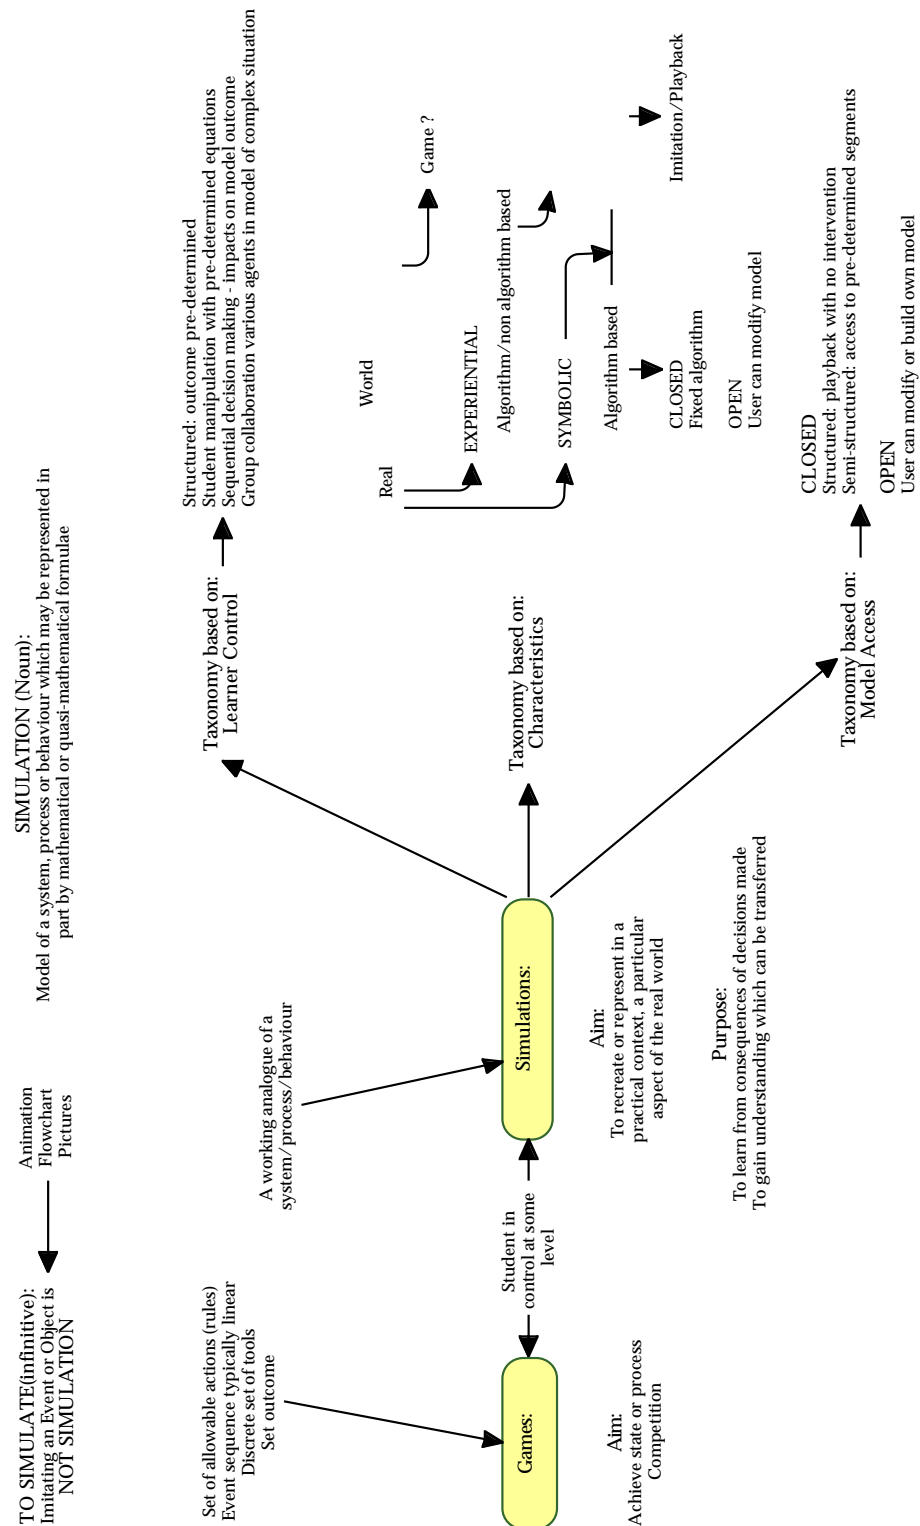 TO SIMULATE(infinitive):
Imitating an Event or Object is
NOT SIMULATION
Animation
Flowchart
Pictures
SIMULATION (Noun):
Model of a system, process or behaviour which may be represented in
part by mathematical or quasi-mathematical formulae
Set of allowable actions (rules)
Event sequence typically linear
Discrete set of tools
Set outcome
A working analogue of a
system/process/behaviour
Taxonomy based on:
Learner Control
Structured: outcome pre-determined
Student manipulation with pre-determined equations
Sequential decision making - impacts on model outcome
Group collaboration various agents in model of complex situation
Games:
Student in
control at some
level
Simulations:
Taxonomy based on:
Characteristics
World
Real
Game ?
EXPERIENTIAL
Algorithm/non algorithm based
SYMBOLIC
Algorithm based
Imitation/Playback
CLOSED
Fixed algorithm
OPEN
User can modify model
Aim:
Achieve state or process
Competition
Aim:
To recreate or represent in a
practical context, a particular
aspect of the real world
Purpose:
To learn from consequences of decisions made
To gain understanding which can be transferred
Taxonomy based on:
Model Access
CLOSED
Structured: playback with no intervention
Semi-structured: access to pre-determined segments
OPEN
User can modify or build own model